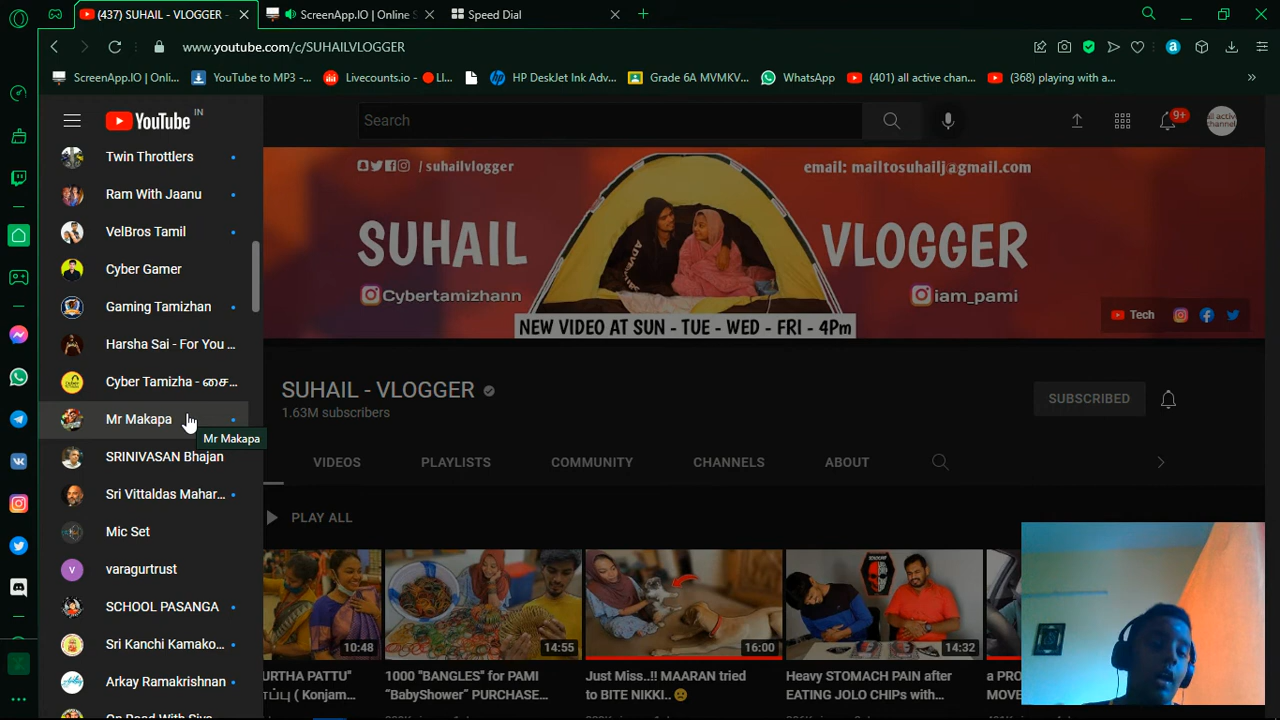 (437) SUHAIL - VLOGGER -
ScreenApp.IO | Online S
Speed Dial
www.youtube.com/c/SUHAILVLOGGER
ScreenApp.IO | Onli...
YouTube to MP3 -...
Livecounts.io - 🔴LI...
HP DeskJet Ink Adv...
Grade 6A MVMKV...
WhatsApp
(401) all active chan...
(368) playing with a...
YouTube IN
Search
9+
all active channel
Twin Throttlers
Ram With Jaanu
VelBros Tamil
Cyber Gamer
Gaming Tamizhan
Harsha Sai - For You ...
Cyber Tamizha - சை...
Mr Makapa
Mr Makapa
SRINIVASAN Bhajan
Sri Vittaldas Mahar...
Mic Set
varagurtrust
SCHOOL PASANGA
Sri Kanchi Kamako...
Arkay Ramakrishnan
On Road With Siva
/ suhailvlogger
email: mailtosuhailj@gmail.com
SUHAIL VLOGGER
Cybertamizhann
iam_pami
NEW VIDEO AT SUN - TUE - WED - FRI - 4Pm
Tech
SUHAIL - VLOGGER
1.63M subscribers
SUBSCRIBED
VIDEOS
PLAYLISTS
COMMUNITY
CHANNELS
ABOUT
PLAY ALL
10:48
14:55
16:00
14:32
URTHA PATTU"
ப்பு ( Konjam...
1000 "BANGLES" for PAMI
“BabyShower” PURCHASE...
Just Miss..!! MAARAN tried
to BITE NIKKI..
Heavy STOMACH PAIN after
EATING JOLO CHIPs with...
a PRO
MOVE